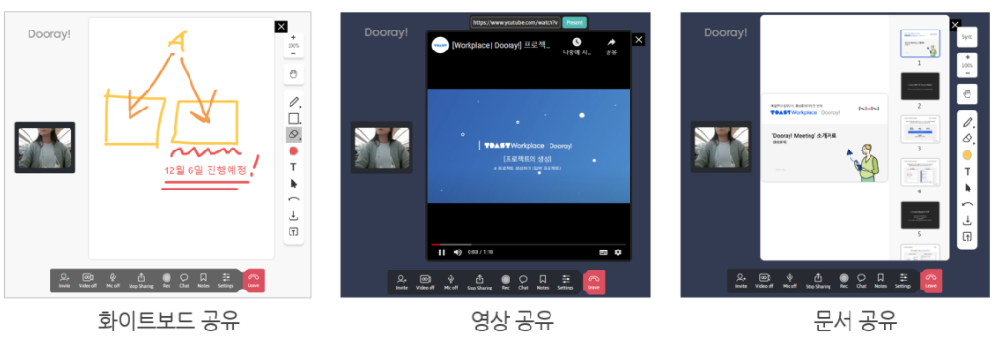 Dooray!
A
12월 6일 진행예정!
100%
T
Invite
Video off
Mic off
Stop Sharing
Rec
Chat
Notes
Settings
Leave
화이트보드 공유
Dooray!
https://www.youtube.com/watch?v
Present
[Workplace | Dooray!] 프로젝...
나중에 시...
공유
TOAST Workplace Dooray!
[프로젝트의 생성]
0:03 / 1:18
Invite
Video off
Mic off
Stop Sharing
Rec
Chat
Notes
Settings
Leave
영상 공유
Dooray!
TOAST Workplace Dooray!
'Dooray! Meeting' 소개자료
1
2
3
4
5
Sync
100%
T
Invite
Video off
Mic off
Stop Sharing
Rec
Chat
Notes
Settings
Leave
문서 공유